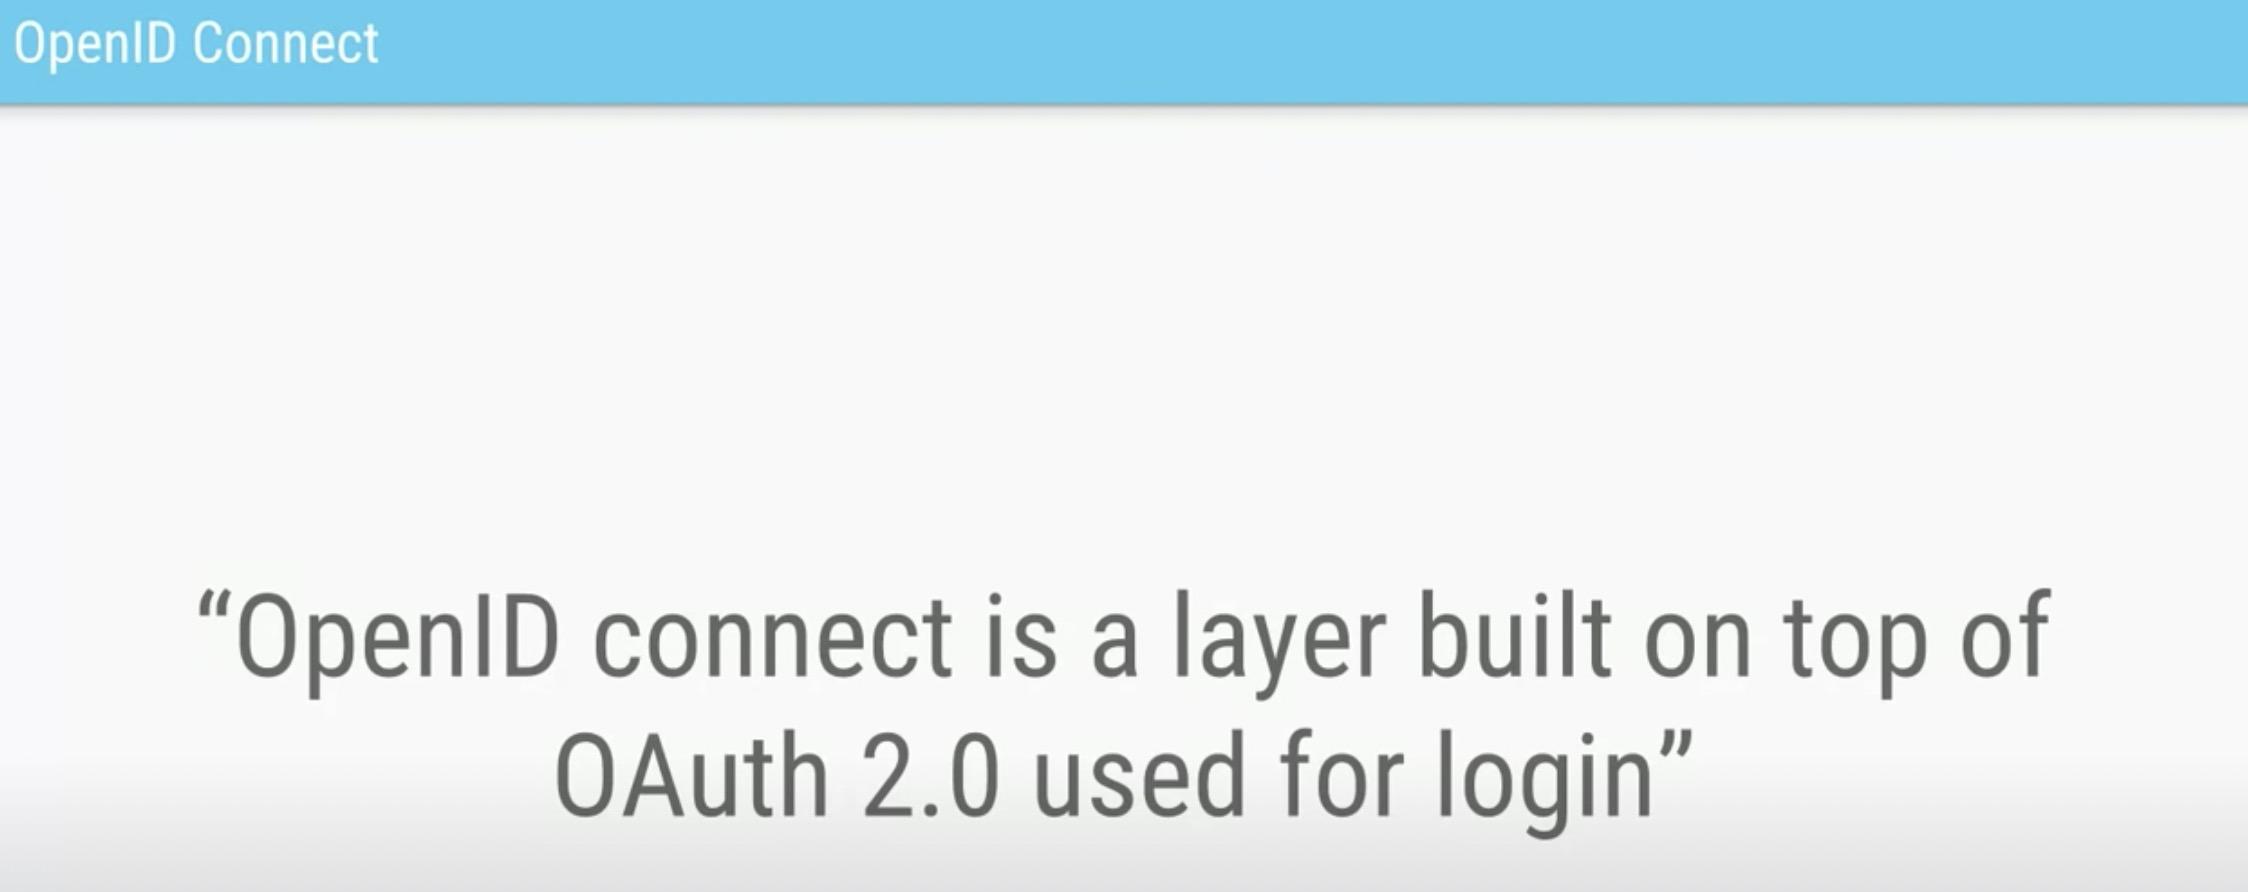 OpenID Connect
“OpenID connect is a layer built on top of
OAuth 2.0 used for login”